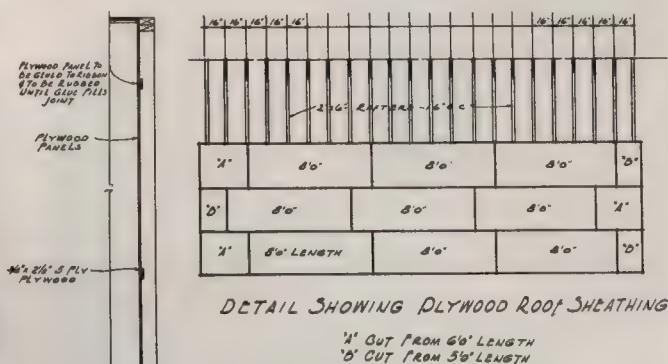 16" 16" 16" 16" 16" 16" 16" 16" 16" 16"
PLYWOOD PANEL TO
BE GLUED TO RIBBON
& TO BE RUBBED
UNTIL GLUE FILLS
JOINT
PLYWOOD
PANELS
2"x6" RAFTERS - 16" O.C.
"A" 8'0" 8'0" 8'0" "B"
"B" 8'0" 8'0" 8'0" "A"
"A" 8'0" LENGTH 8'0" 8'0" "B"
2½" 5 PLY
PLYWOOD
DETAIL SHOWING PLYWOOD ROOF SHEATHING
"A" CUT FROM 6'0" LENGTH
"B" CUT FROM 5'0" LENGTH